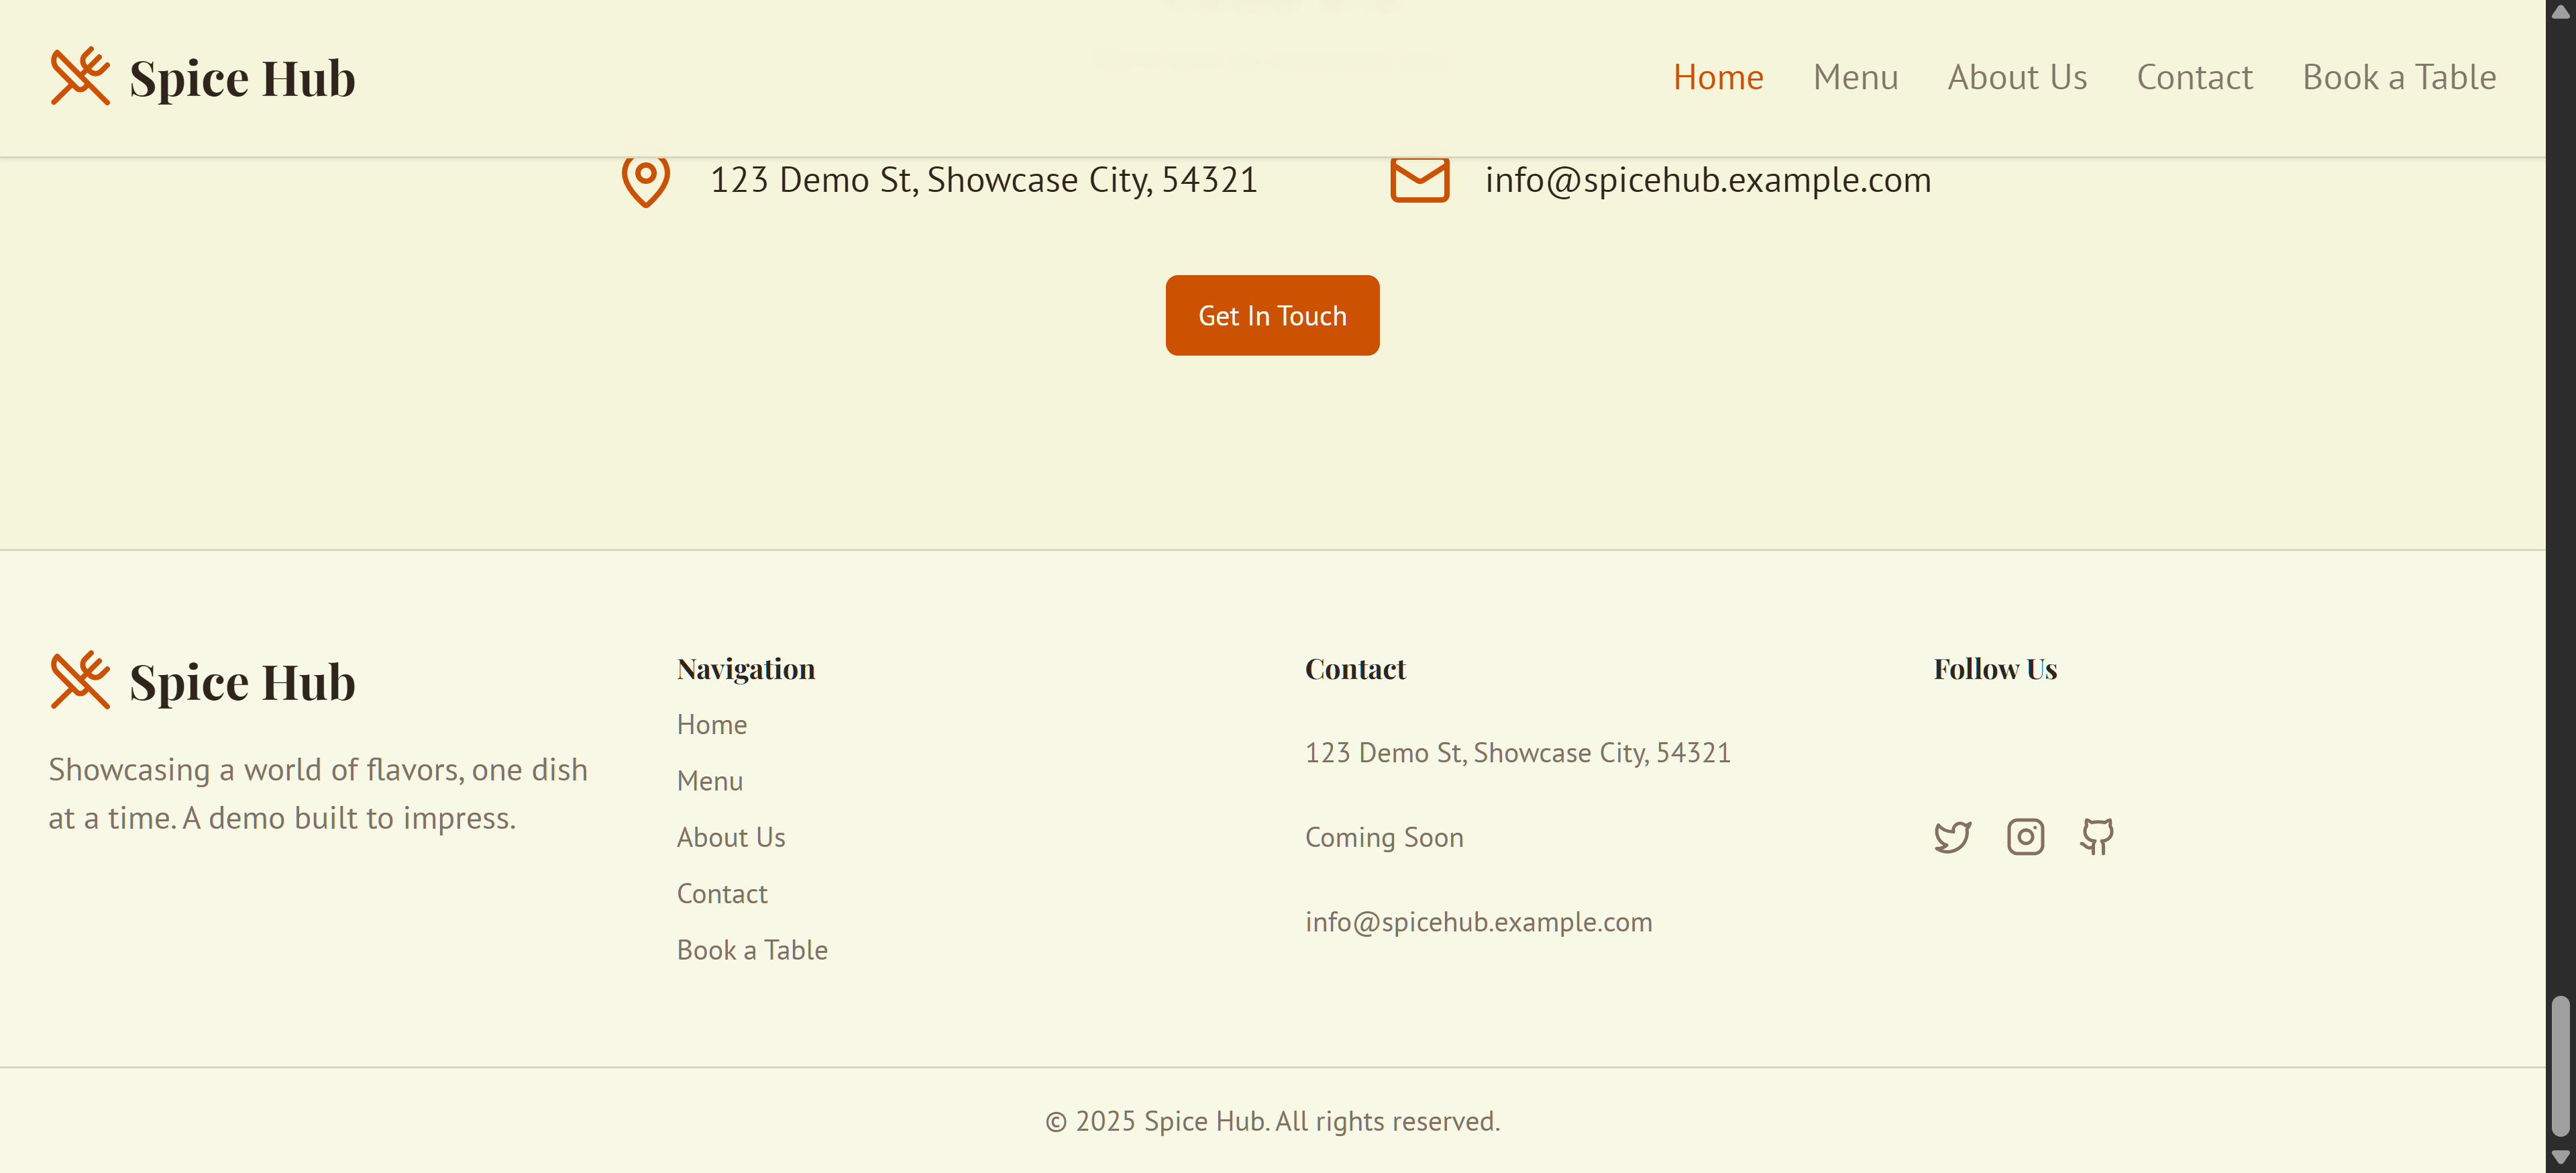 Spice Hub
Home
Menu
About Us
Contact
Book a Table
123 Demo St, Showcase City, 54321
info@spicehub.example.com
Get In Touch
Spice Hub
Showcasing a world of flavors, one dish
at a time. A demo built to impress.
Navigation
Home
Menu
About Us
Contact
Book a Table
Contact
123 Demo St, Showcase City, 54321
Coming Soon
info@spicehub.example.com
Follow Us
© 2025 Spice Hub. All rights reserved.